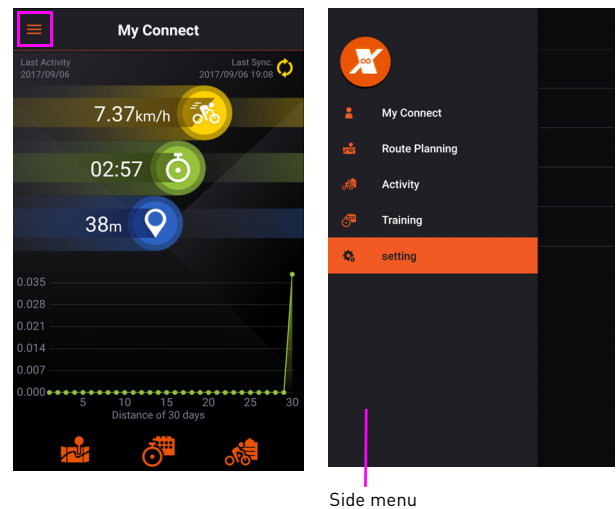 My Connect
Last Activity
2017/09/06
Last Sync.
2017/09/06 19:08
7.37km/h
02:57
38m
0.035
0.028
0.021
0.014
0.007
0.000
5 10 15 20 25 30
Distance of 30 days
My Connect
Route Planning
Activity
Training
setting
Side menu